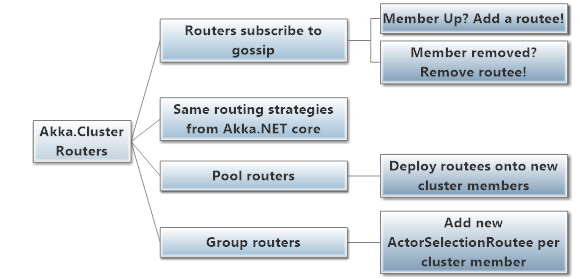 Akka.Cluster
Routers
Routers subscribe to
gossip
Member Up? Add a routee!
Member removed?
Remove routee!
Same routing strategies
from Akka.NET core
Pool routers
Deploy routees onto new
cluster members
Group routers
Add new
ActorSelectionRoutee per
cluster member